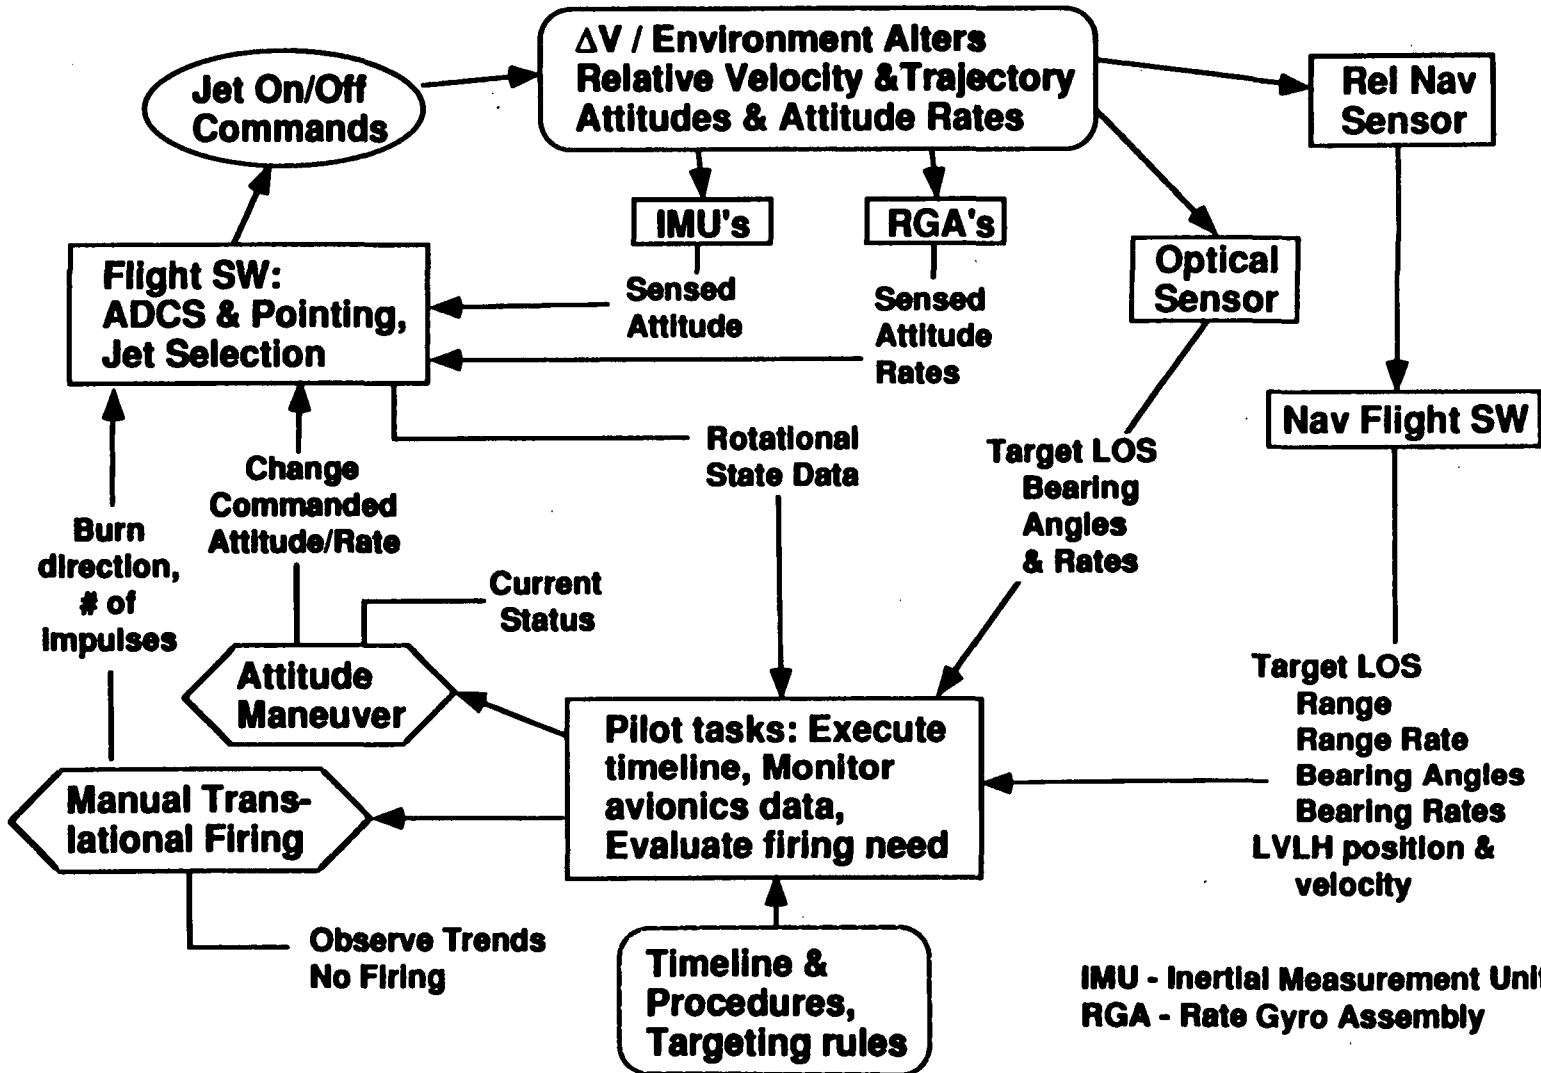 ΔV / Environment Alters
Relative Velocity &Trajectory
Attitudes & Attitude Rates
Jet On/Off
Commands
Rel Nav
Sensor
IMU's
RGA's
Optical
Sensor
Flight SW:
ADCS & Pointing,
Jet Selection
Sensed
Attitude
Sensed
Attitude
Rates
Nav Flight SW
Rotational
State Data
Target LOS
Bearing
Angles
& Rates
Change
Commanded
Attitude/Rate
Burn
direction,
# of
Impulses
Current
Status
Attitude
Maneuver
Target LOS
Range
Range Rate
Bearing Angles
Bearing Rates
LVLH position &
velocity
Pilot tasks: Execute
timeline, Monitor
avionics data,
Evaluate firing need
Manual Trans-
lational Firing
Observe Trends
No Firing
Timeline &
Procedures,
Targeting rules
IMU - Inertial Measurement Unit
RGA - Rate Gyro Assembly